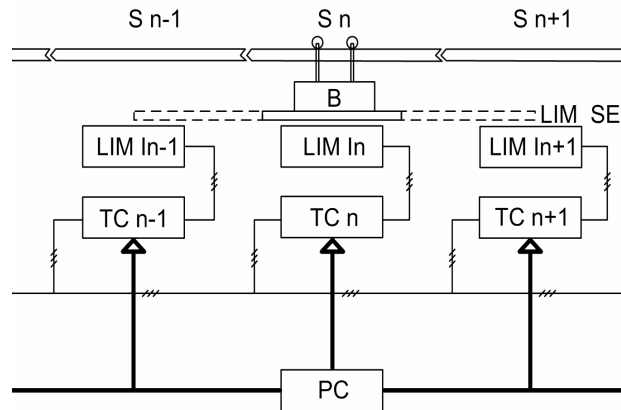 S n-1 S n S n+1
B
LIM SE
LIM In-1 LIM In LIM In+1
TC n-1 TC n TC n+1
PC